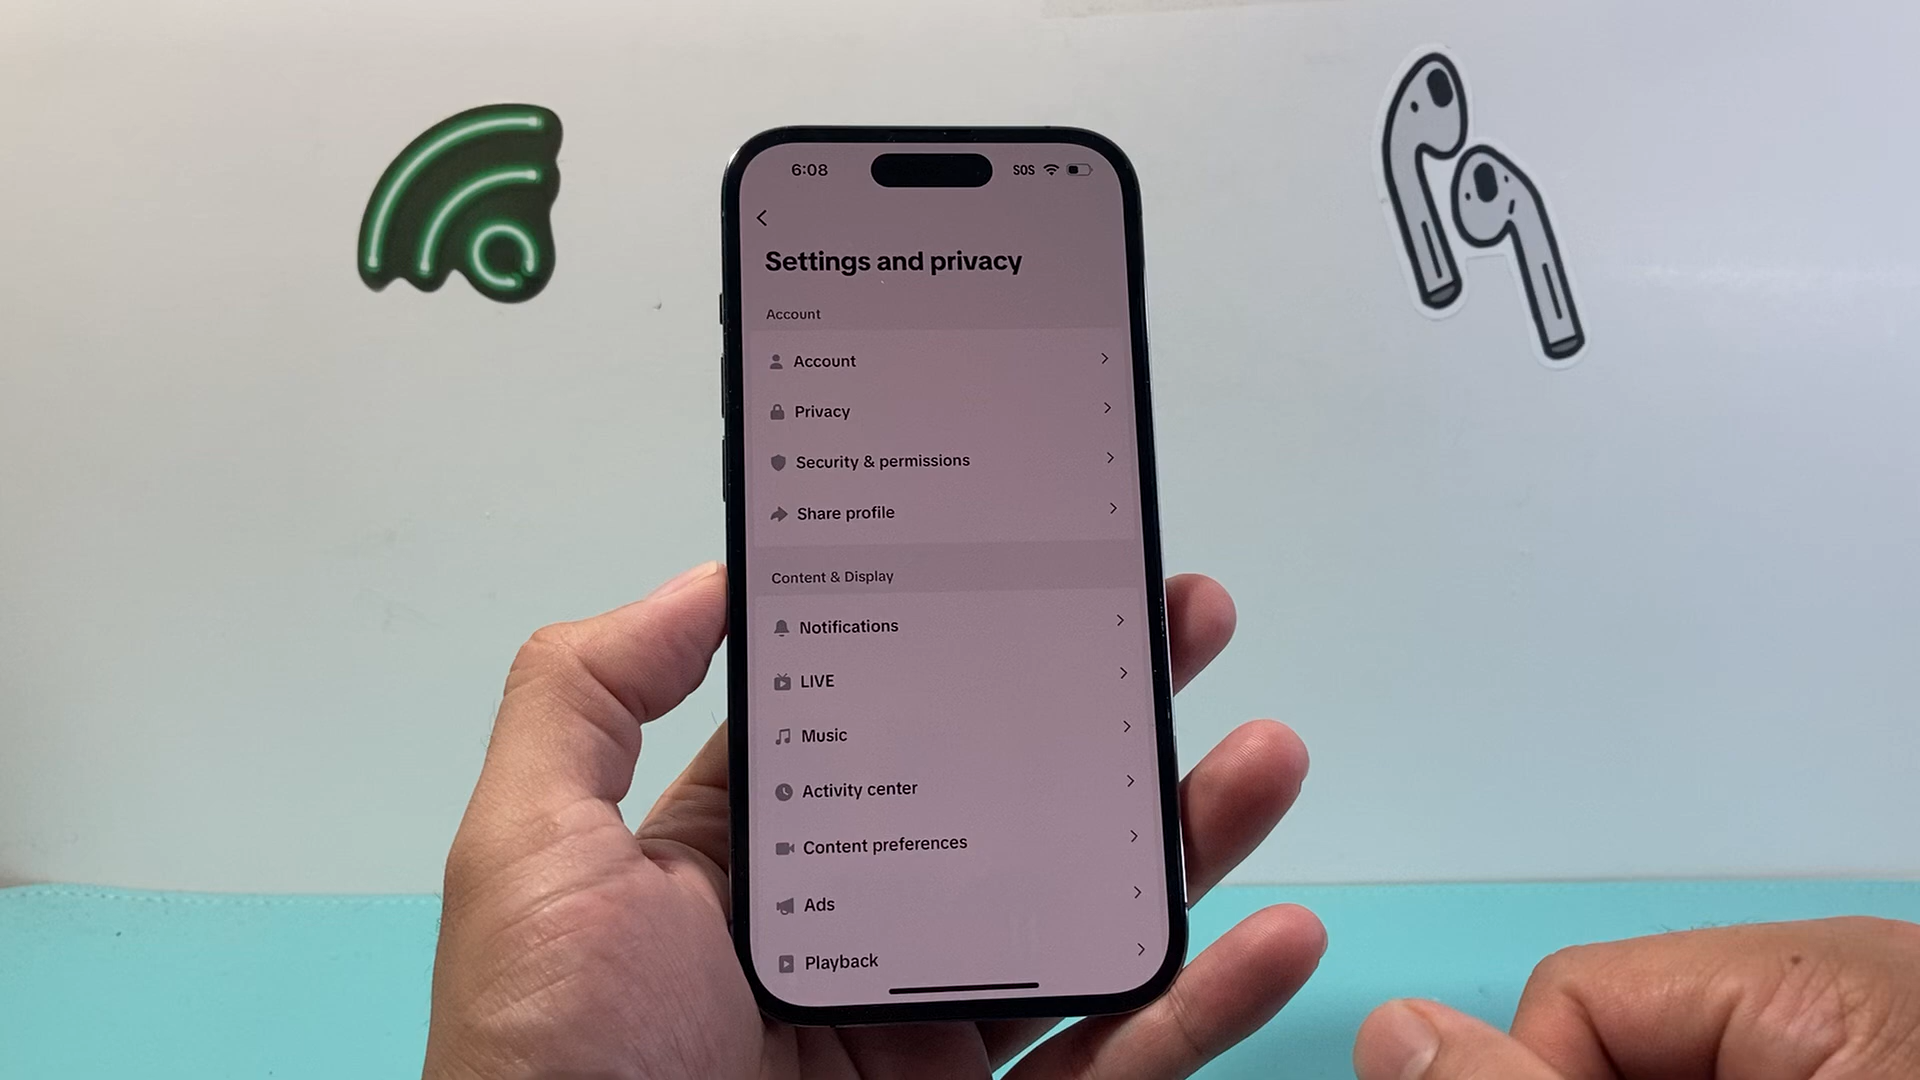 6:08
SOS
Settings and privacy
Account
Account
Privacy
Security & permissions
Share profile
Content & Display
Notifications
LIVE
Music
Activity center
Content preferences
Ads
Playback